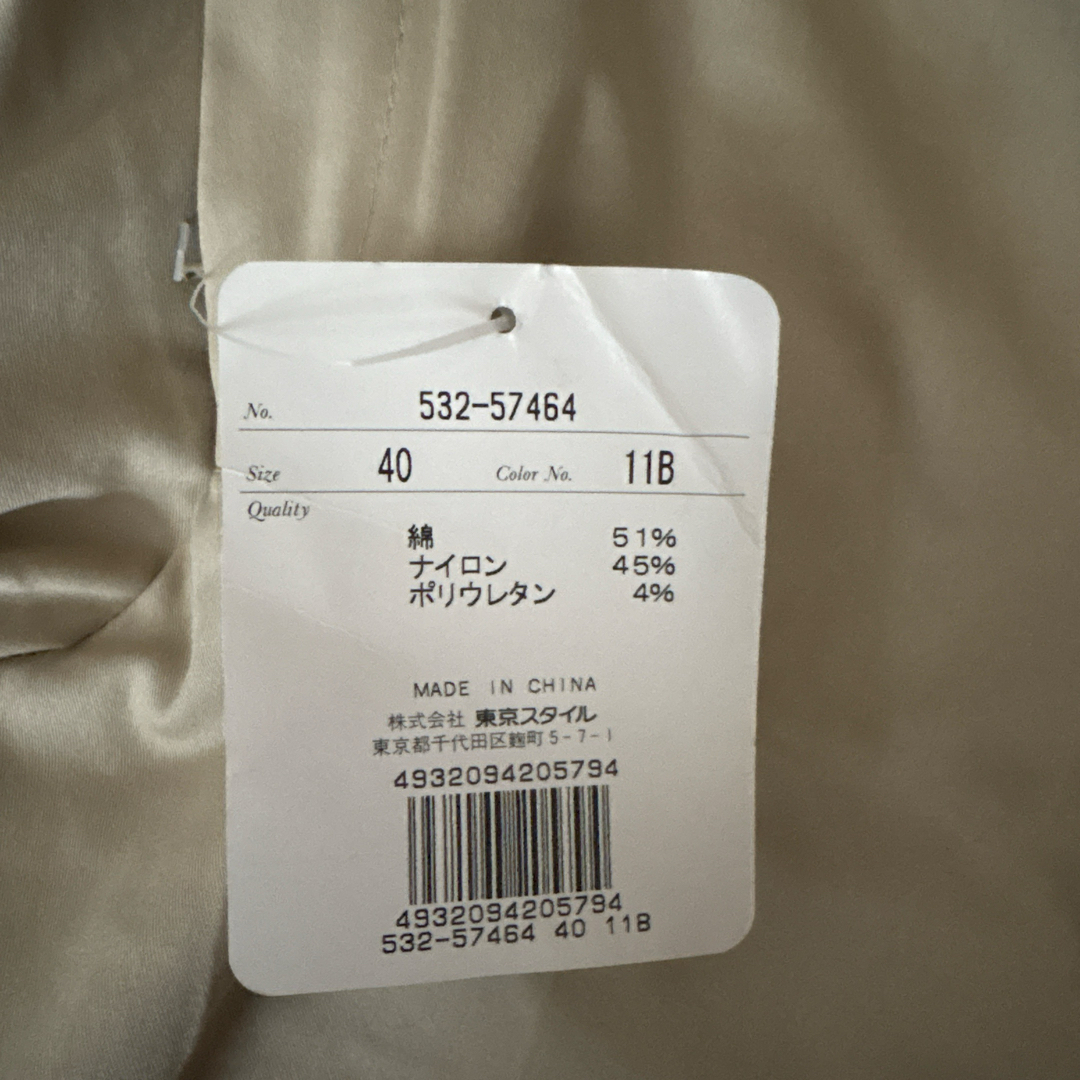 No. 532-57464
Size 40 Color No. 11B
Quality
綿 51%
ナイロン 45%
ポリウレタン 4%
MADE IN CHINA
株式会社 東京スタイル
東京都千代田区麹町5-7-1
4932094205794
4932094205794
532-57464 40 11B